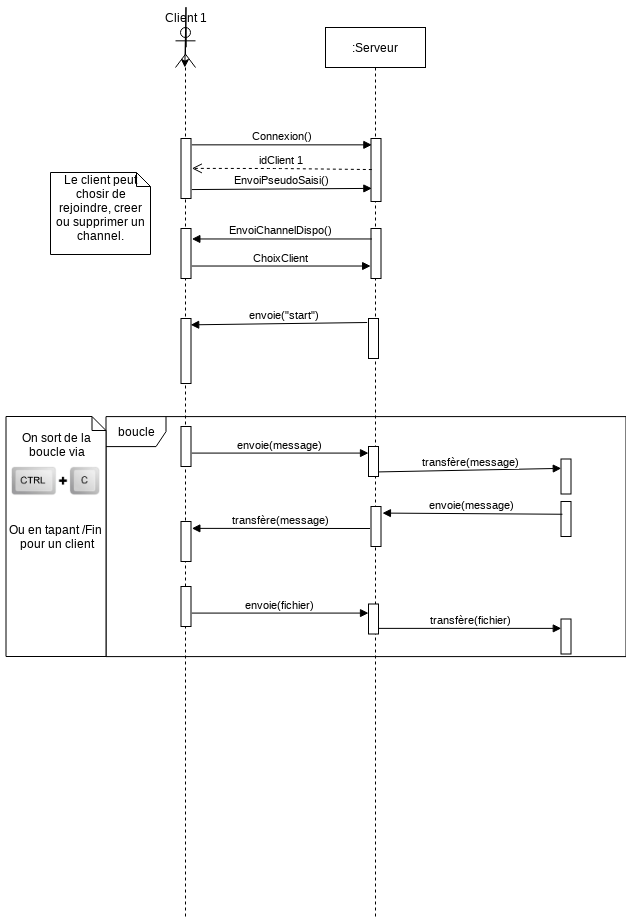 Client 1
:Serveur
Connexion()
idClient 1
EnvoiPseudoSaisi()
Le client peut
chosir de
rejoindre, creer
ou supprimer un
channel.
EnvoiChannelDispo()
ChoixClient
envoie("start")
On sort de la
boucle via
CTRL + C
Ou en tapant /Fin
pour un client
boucle
envoie(message)
transfère(message)
envoie(message)
transfère(message)
envoie(fichier)
transfère(fichier)